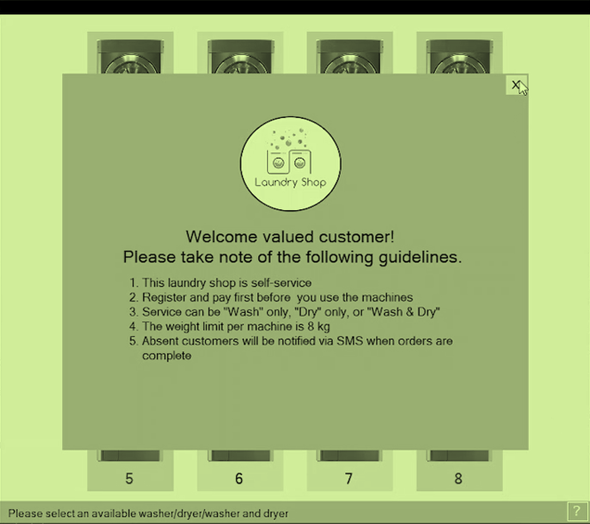 X
Laundry Shop
Welcome valued customer!
Please take note of the following guidelines.
1. This laundry shop is self-service
2. Register and pay first before you use the machines
3. Service can be "Wash" only, "Dry" only, or "Wash & Dry"
4. The weight limit per machine is 8 kg
5. Absent customers will be notified via SMS when orders are
complete
5 6 7 8
Please select an available washer/dryer/washer and dryer ?